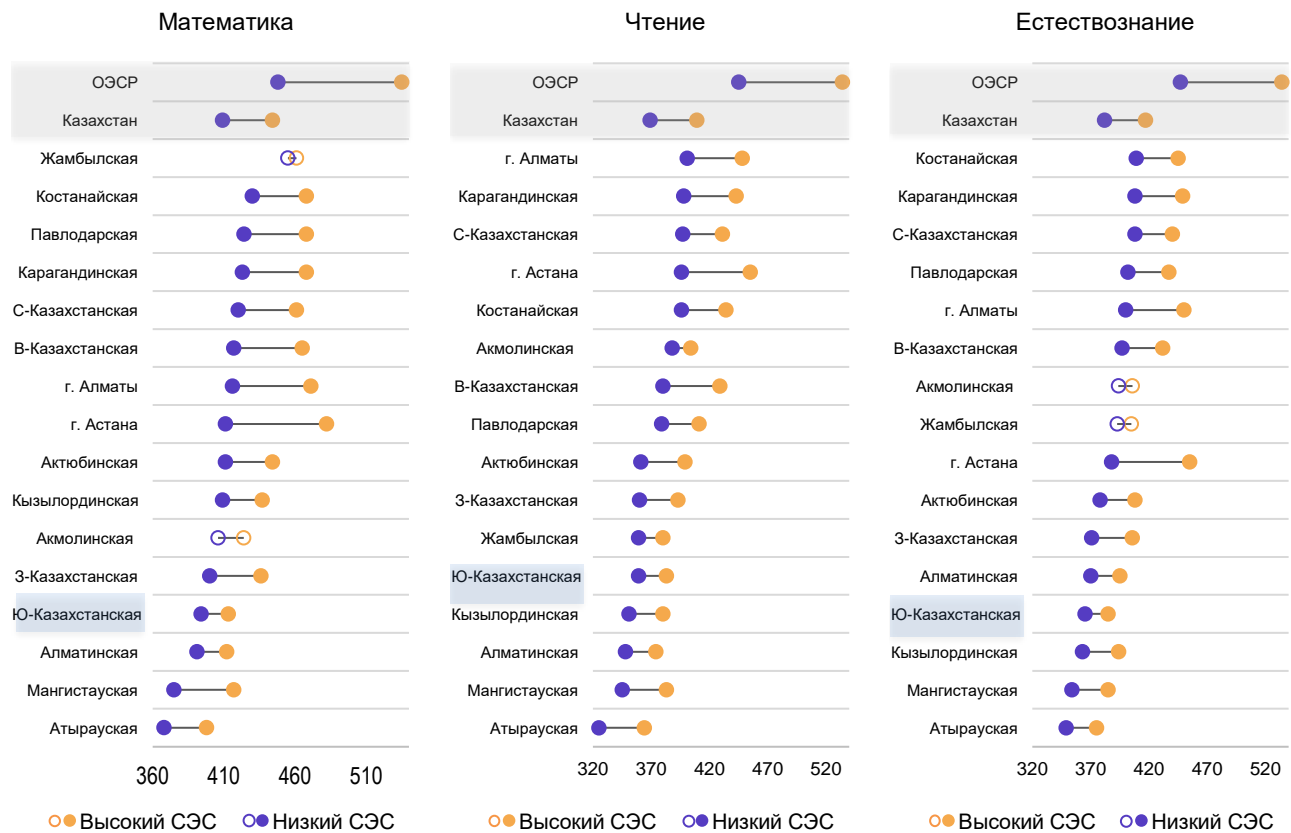 Математика
ОЭСР
Казахстан
Жамбылская
Костанайская
Павлодарская
Карагандинская
С-Казахстанская
В-Казахстанская
г. Алматы
г. Астана
Актюбинская
Кызылординская
Акмолинская
З-Казахстанская
Ю-Казахстанская
Алматинская
Мангистауская
Атырауская
360 410 460 510
Высокий СЭС Низкий СЭС
Чтение
ОЭСР
Казахстан
г. Алматы
Карагандинская
С-Казахстанская
г. Астана
Костанайская
Акмолинская
В-Казахстанская
Павлодарская
Актюбинская
З-Казахстанская
Жамбылская
Ю-Казахстанская
Кызылординская
Алматинская
Мангистауская
Атырауская
320 370 420 470 520
Высокий СЭС Низкий СЭС
Естествознание
ОЭСР
Казахстан
Костанайская
Карагандинская
С-Казахстанская
Павлодарская
г. Алматы
В-Казахстанская
Акмолинская
Жамбылская
г. Астана
Актюбинская
З-Казахстанская
Алматинская
Ю-Казахстанская
Кызылординская
Мангистауская
Атырауская
320 370 420 470 520
Высокий СЭС Низкий СЭС